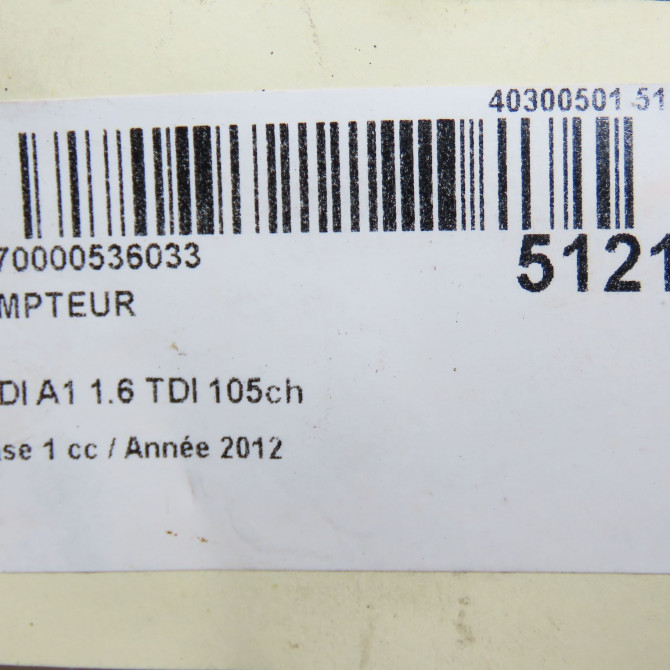 40300501 51
70000536033
5121
MPTEUR
DI A1 1.6 TDI 105ch
se 1 cc / Année 2012